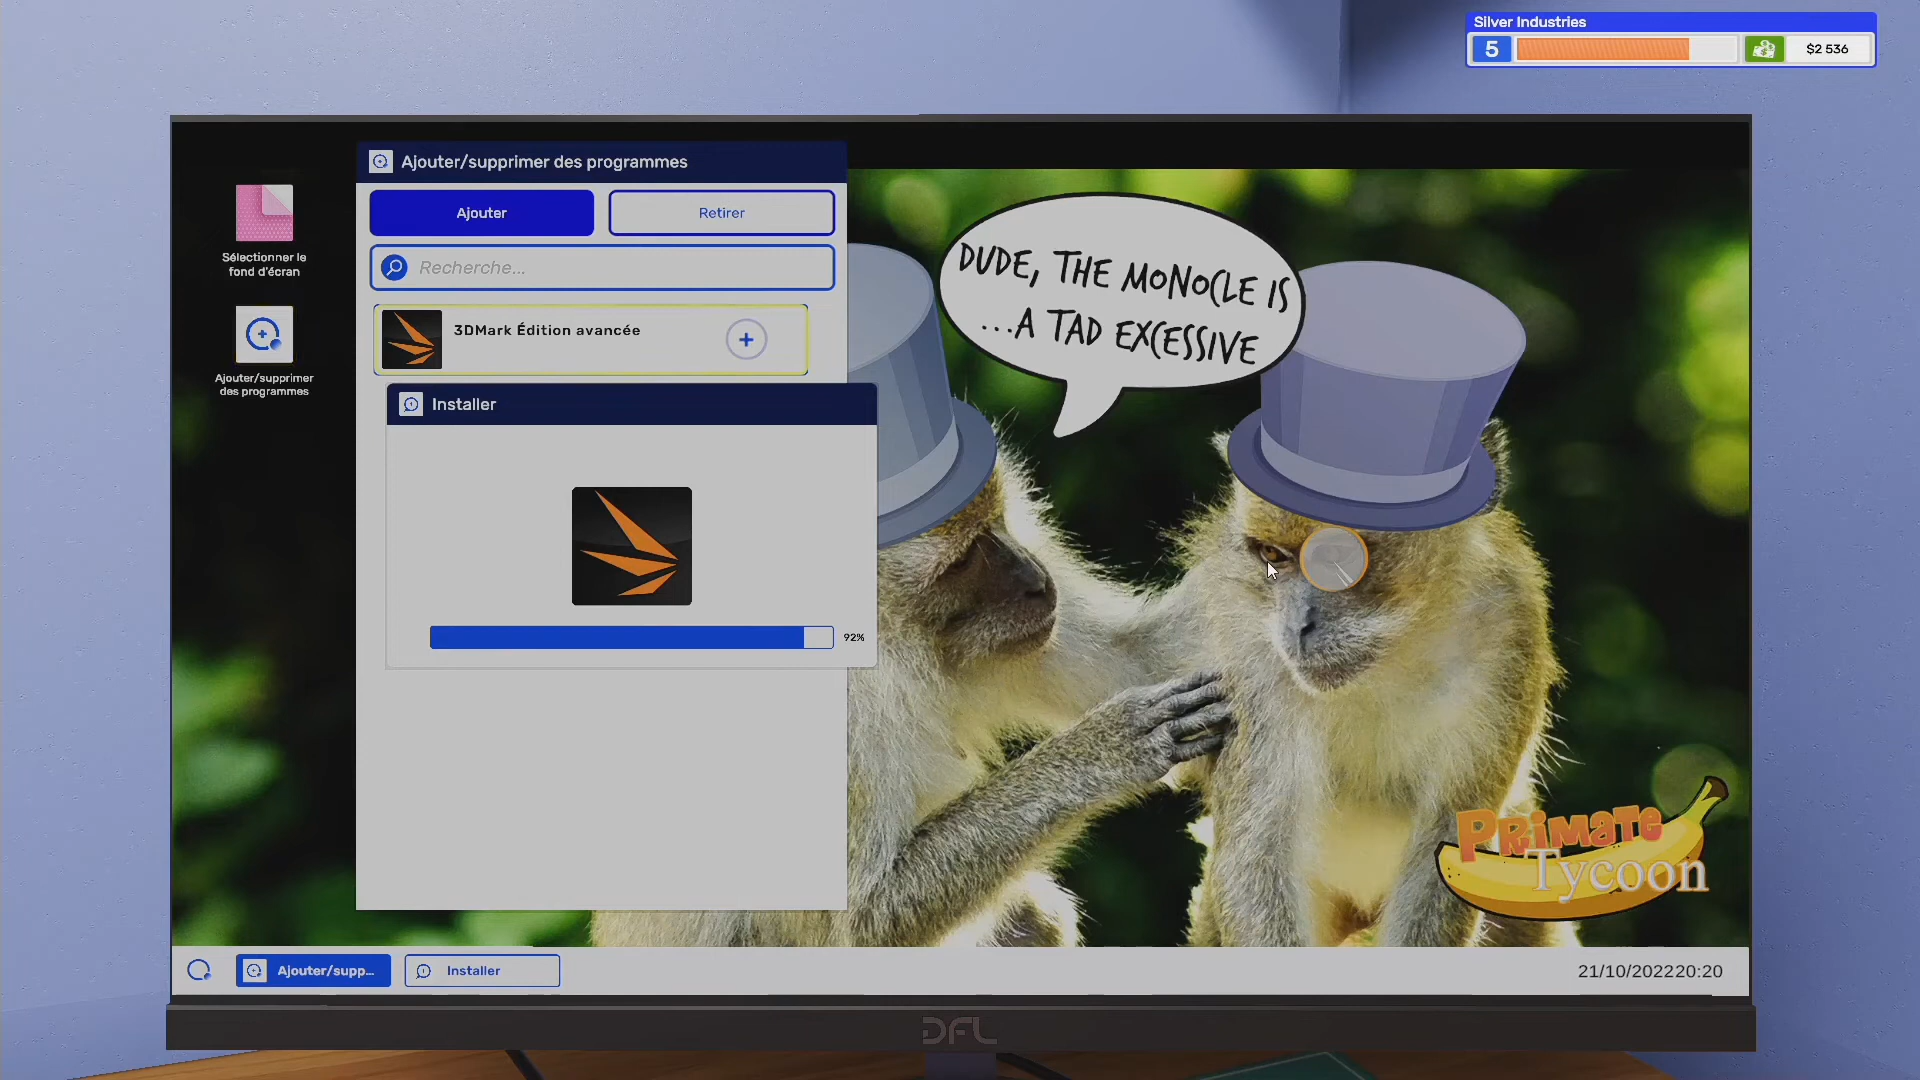 Silver Industries
5
$2 536
Ajouter/supprimer des programmes
Ajouter
Retirer
Recherche...
3DMark Édition avancée
Installer
92%
Sélectionner le
fond d'écran
Ajouter/supprimer
des programmes
DUDE, THE MONOCLE IS
...A TAD EXCESSIVE
PRiMATE
Tycoon
Ajouter/supp...
Installer
21/10/202220:20
DFL